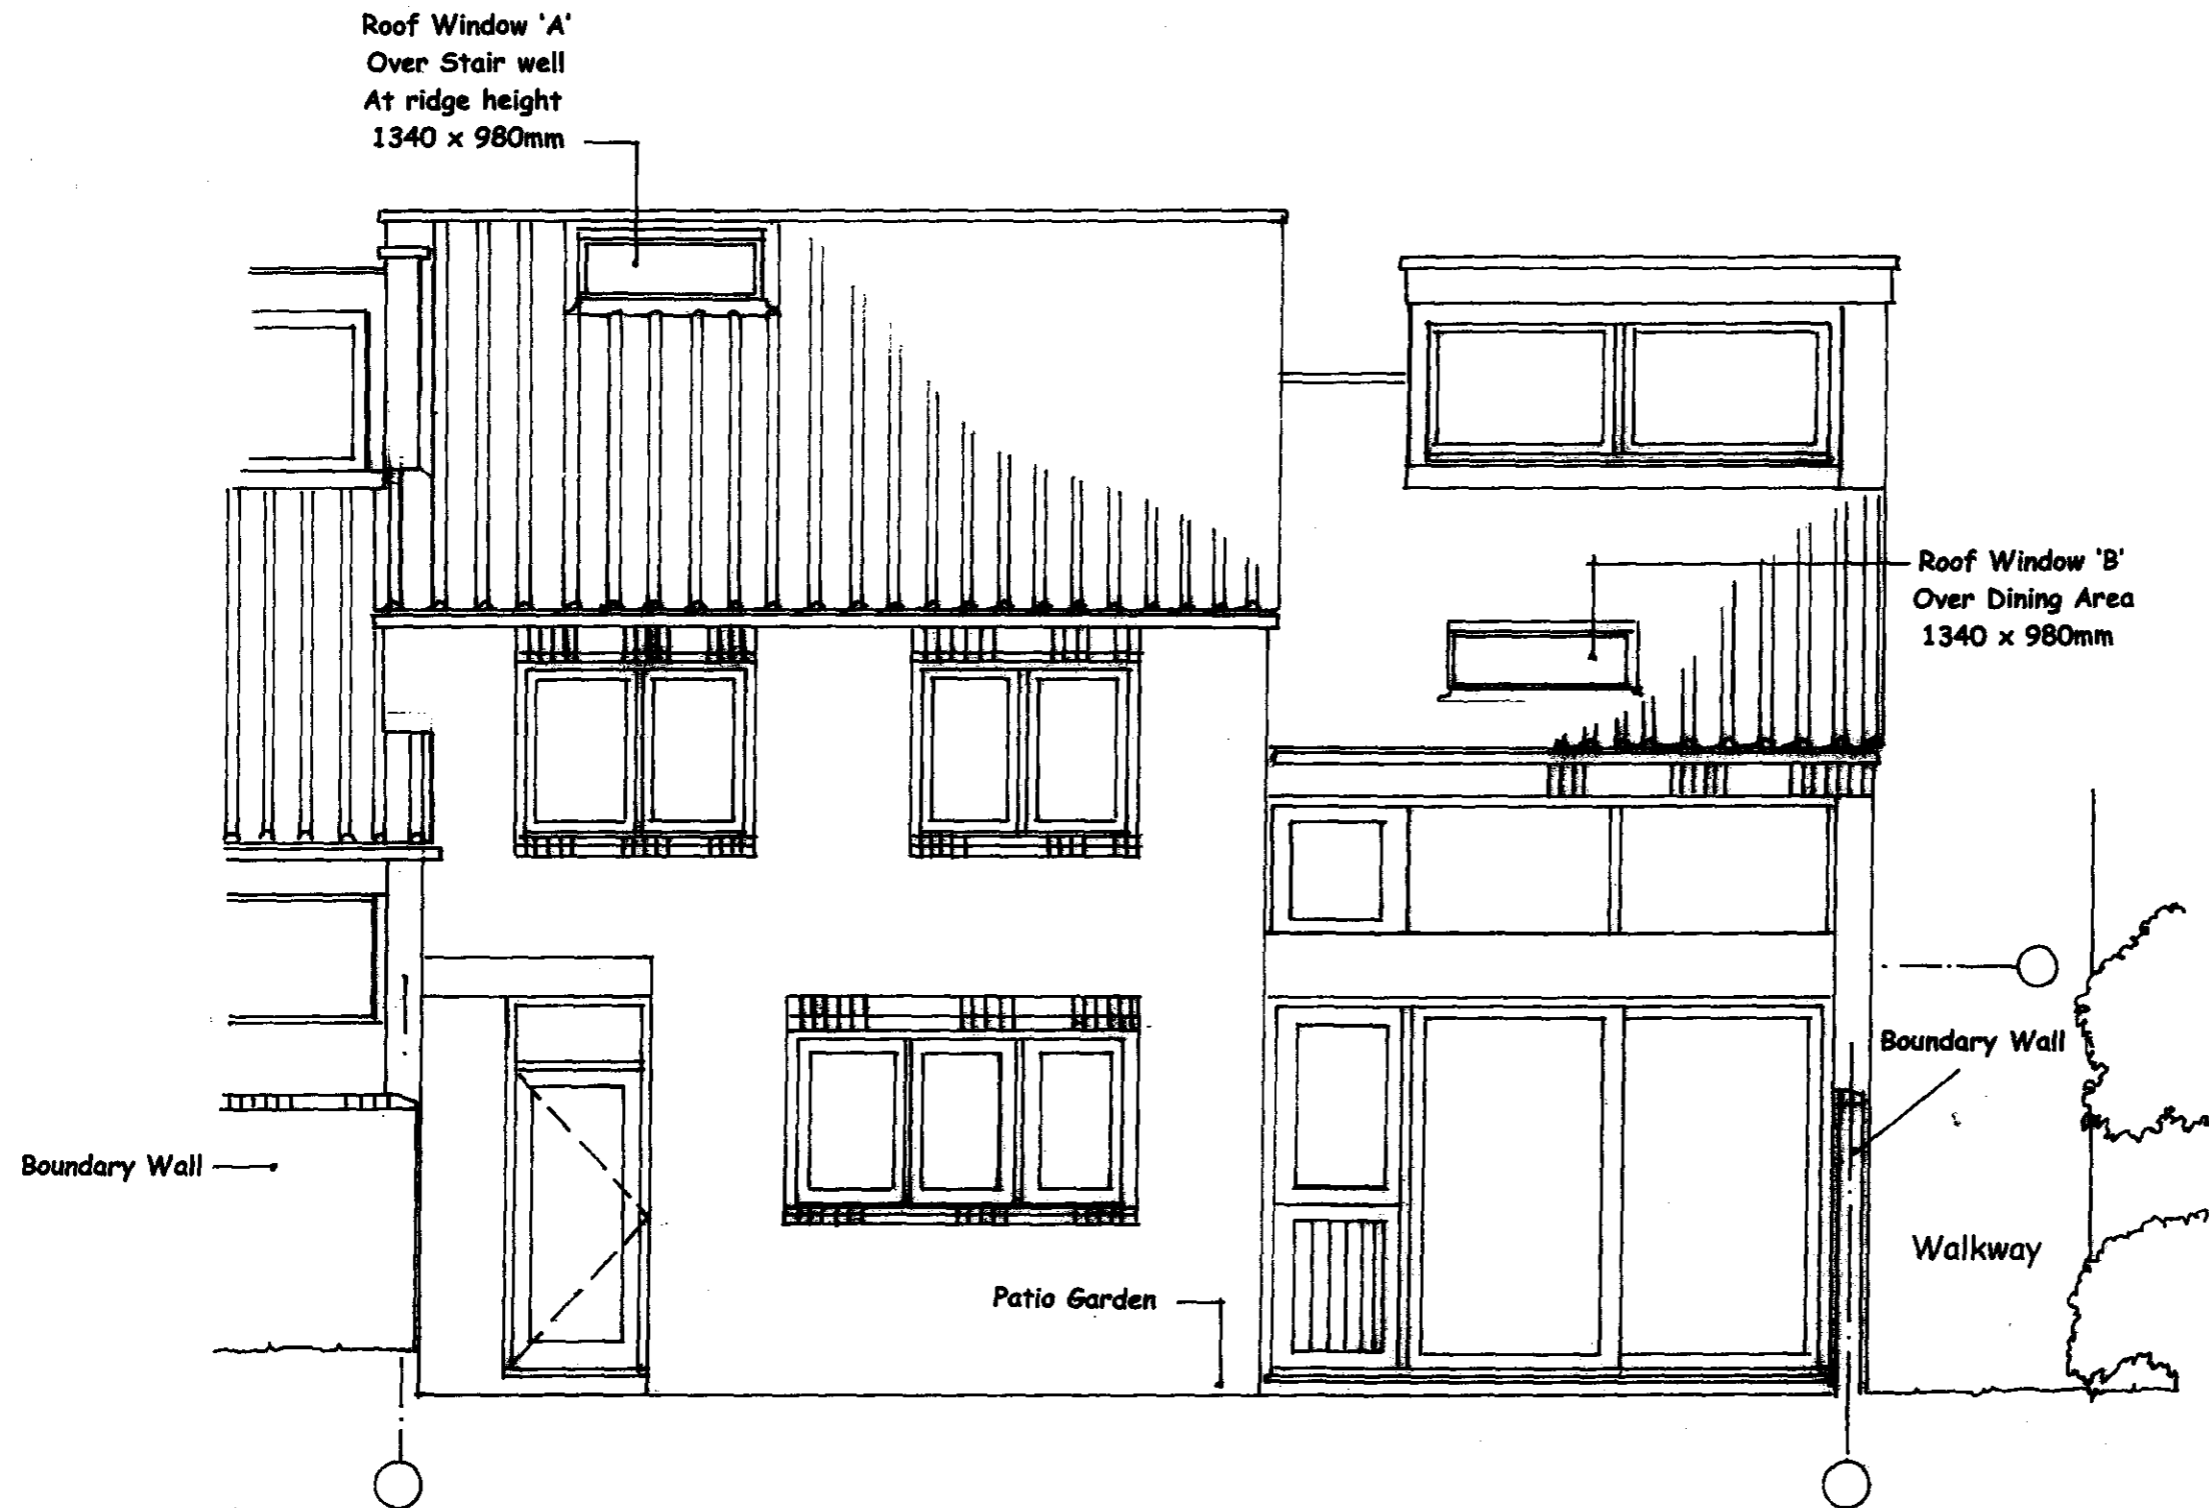 Roof Window 'A'
Over Stair well
At ridge height
1340 x 980mm
Roof Window 'B'
Over Dining Area
1340 x 980mm
Boundary Wall
Boundary Wall
Walkway
Patio Garden